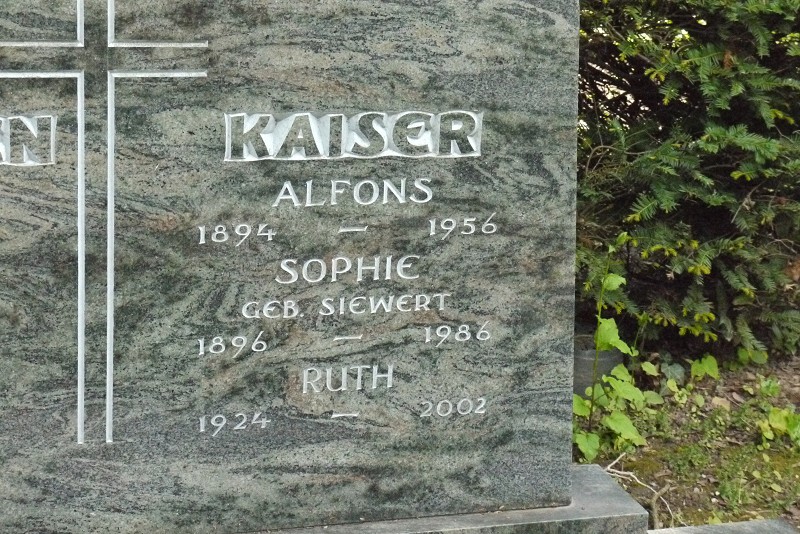 KAISER
ALFONS
1894 — 1956
SOPHIE
GEB. SIEWERT
1896 — 1986
RUTH
1924 — 2002